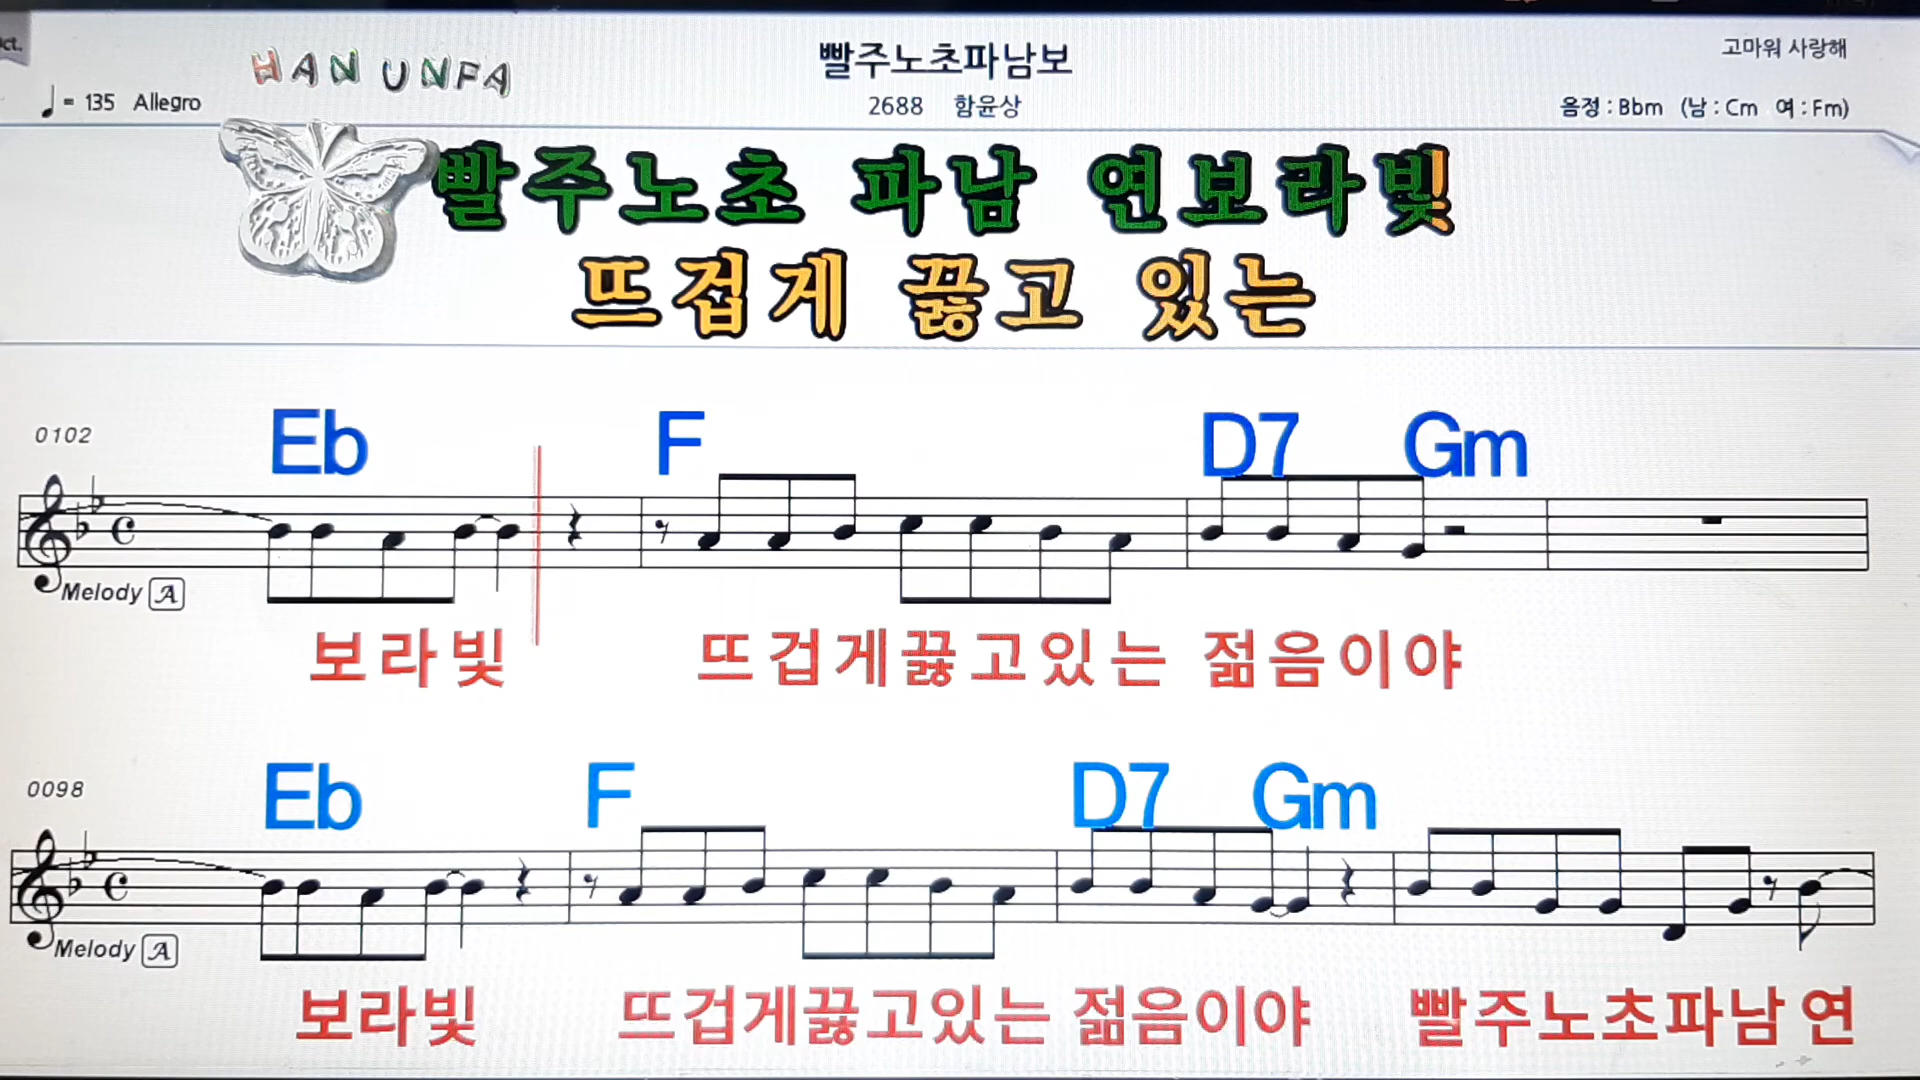 ct.
HAN UNFA
빨주노초파남보
고마워 사랑해
♩= 135 Allegro
2688 함윤상
음정 : Bbm (남 : Cm 여 : Fm)
빨주노초 파남 연보라빛
뜨겁게 끓고 있는
0102
Eb F D7 Gm
Melody A
보라빛 뜨겁게끓고있는 젊음이야
0098
Eb F D7 Gm
Melody A
보라빛 뜨겁게끓고있는 젊음이야 빨주노초파남 연